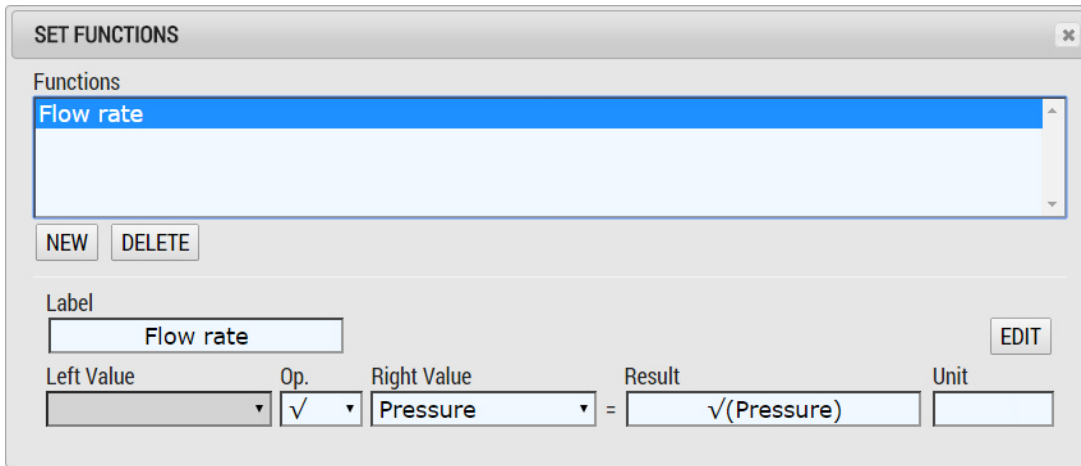 SET FUNCTIONS
Functions
Flow rate
NEW DELETE
Label
Flow rate
EDIT
Left Value Op. Right Value Result Unit
√ Pressure = √(Pressure)